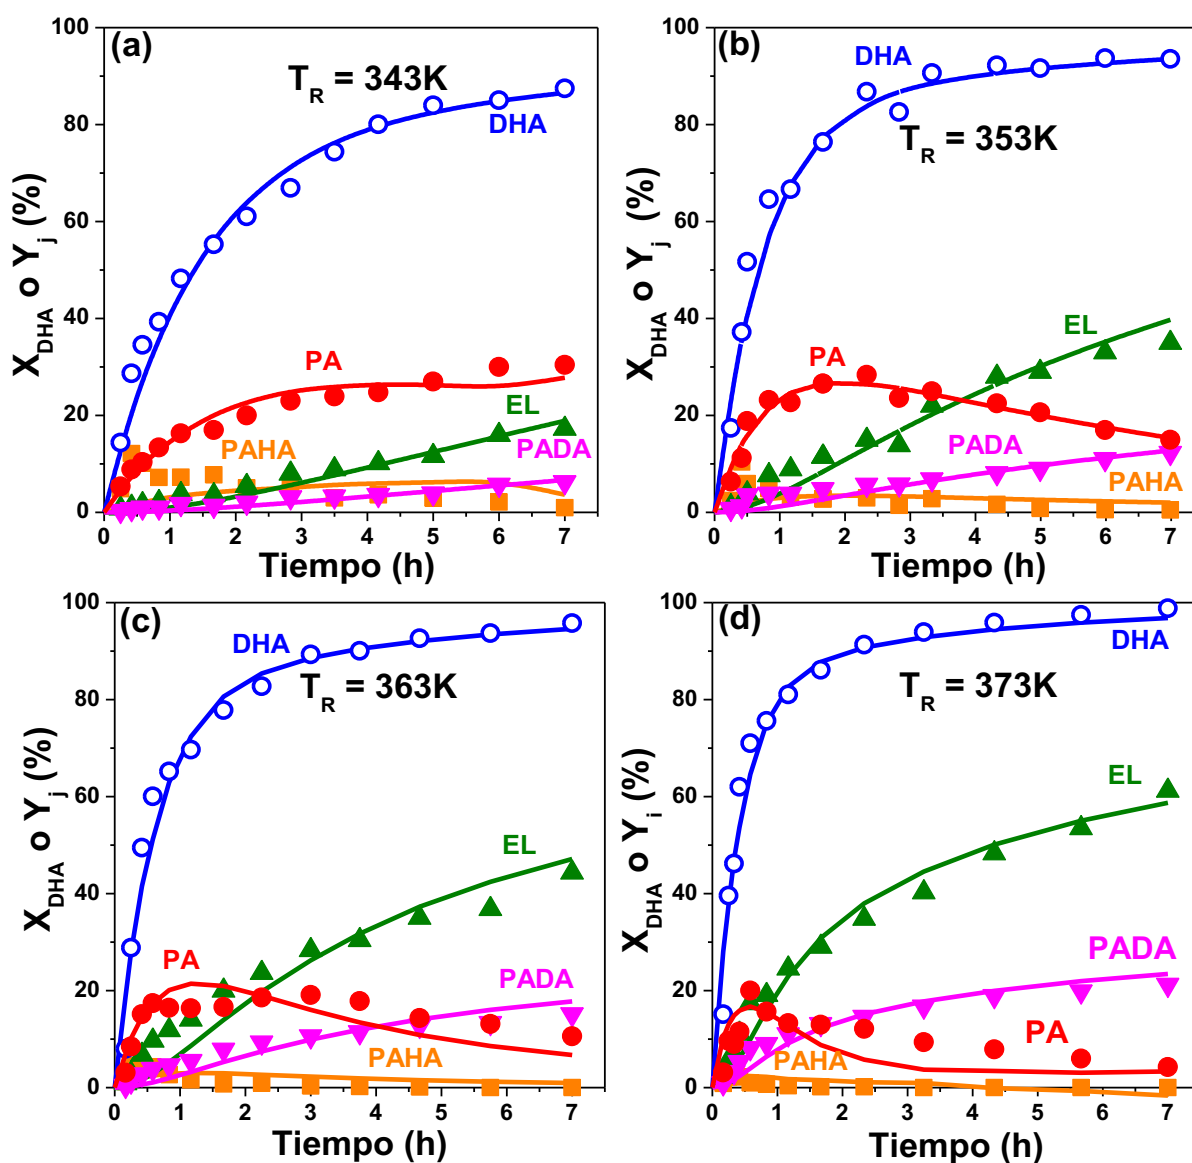 (a)
T_R = 343K
DHA
PA
EL
PAHA
PADA
X_DHA o Y_j (%)
100
80
60
40
20
0
0 1 2 3 4 5 6 7
Tiempo (h)
(b)
DHA
T_R = 353K
EL
PA
PADA
PAHA
X_DHA o Y_j (%)
100
80
60
40
20
0
0 1 2 3 4 5 6 7
Tiempo (h)
(c)
DHA
T_R = 363K
EL
PA
PADA
PAHA
X_DHA o Y_j (%)
100
80
60
40
20
0
0 1 2 3 4 5 6 7
Tiempo (h)
(d)
DHA
T_R = 373K
EL
PADA
PA
PAHA
X_DHA o Y_i (%)
100
80
60
40
20
0
0 1 2 3 4 5 6 7
Tiempo (h)